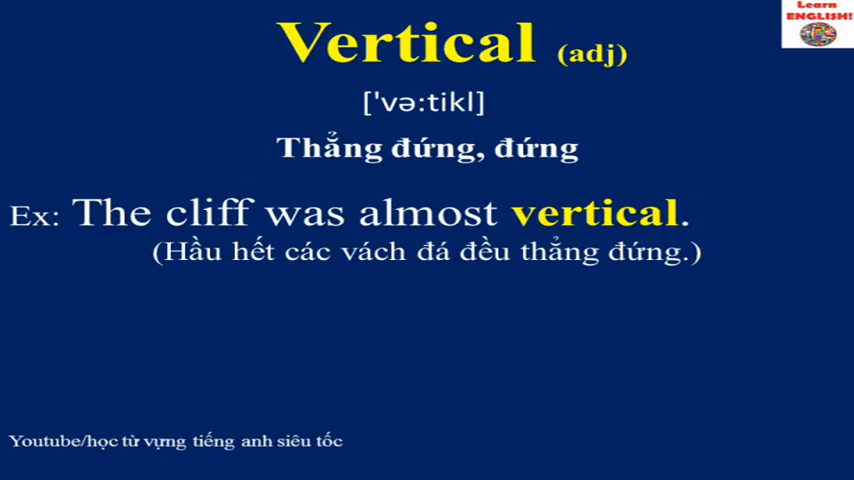 Learn
ENGLISH!
Vertical (adj)
['və:tikl]
Thẳng đứng, đứng
Ex: The cliff was almost vertical.
(Hầu hết các vách đá đều thẳng đứng.)
Youtube/học từ vựng tiếng anh siêu tốc